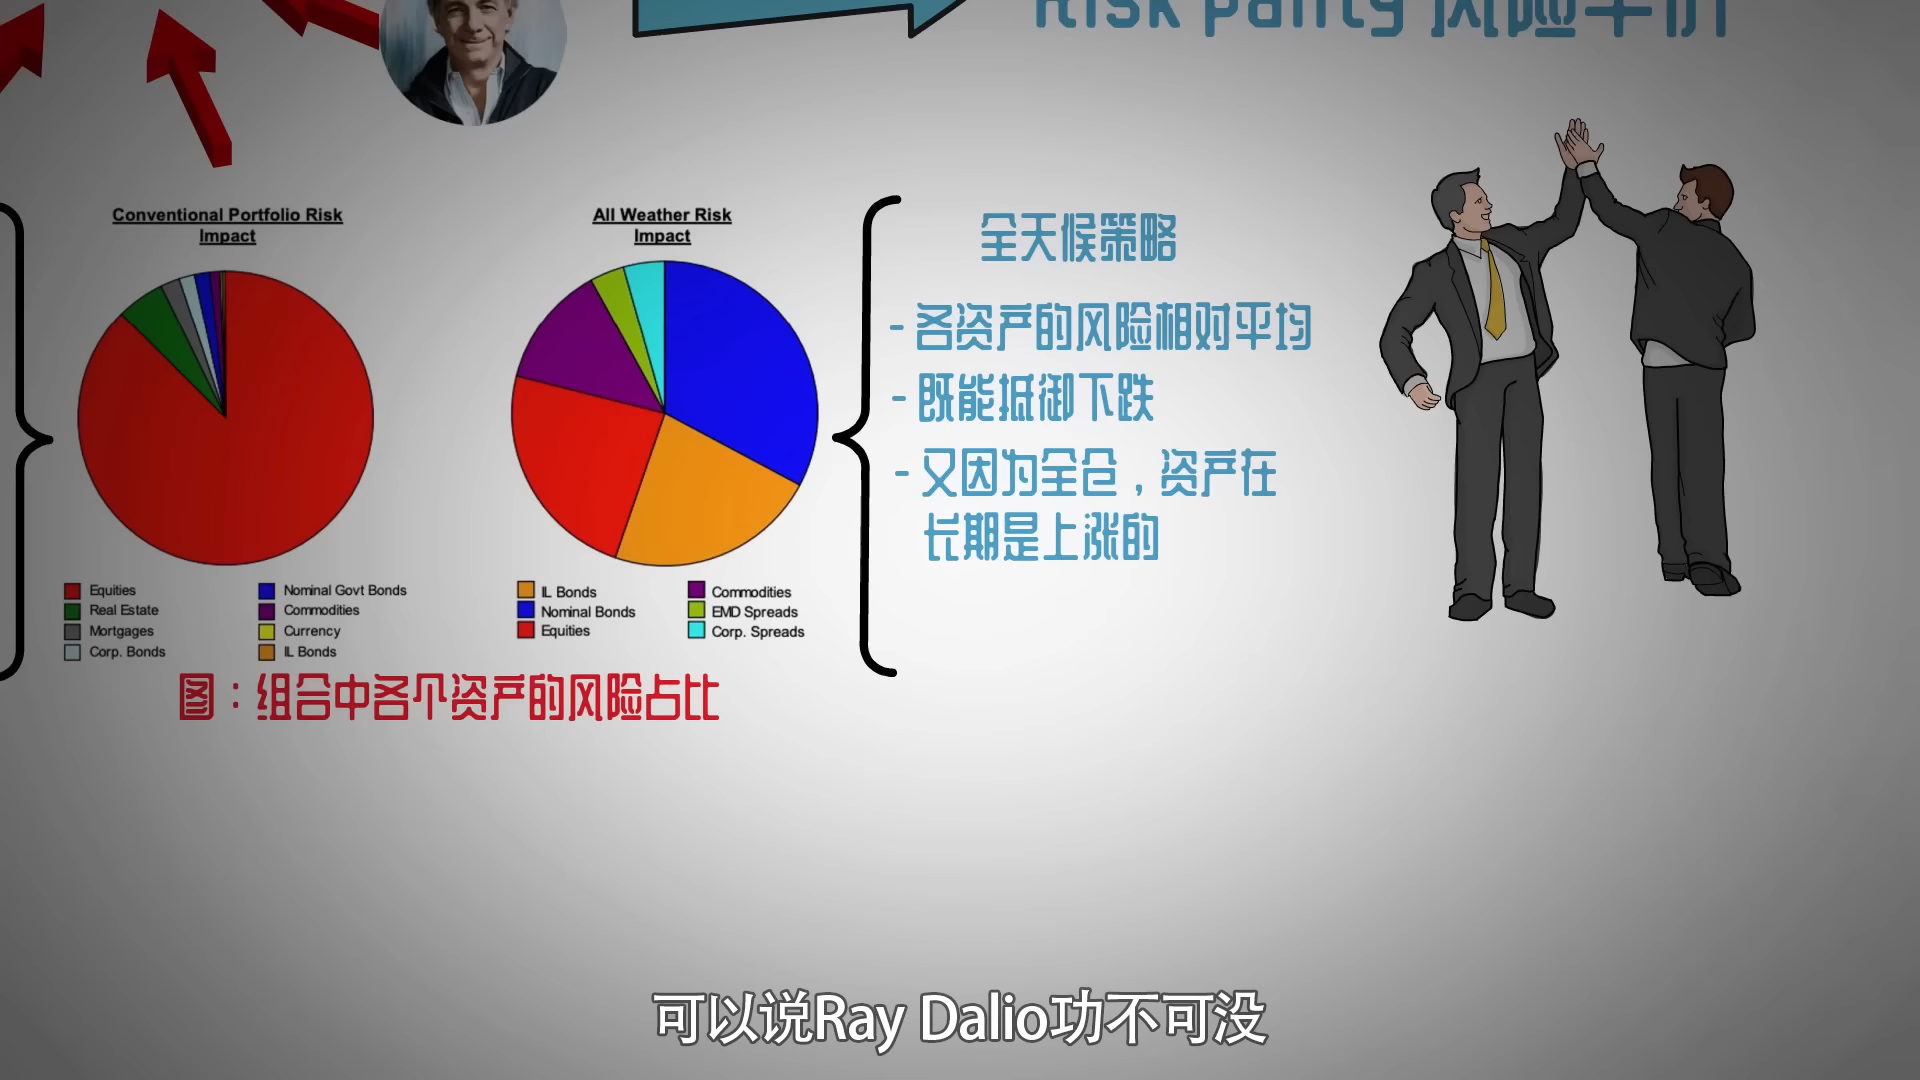 Risk parity 风险平价
Conventional Portfolio Risk
Impact
All Weather Risk
Impact
全天候策略
- 各资产的风险相对平均
- 既能抵御下跌
- 又因为全仓，资产在
长期是上涨的
Equities
Real Estate
Mortgages
Corp. Bonds
Nominal Govt Bonds
Commodities
Currency
IL Bonds
IL Bonds
Nominal Bonds
Equities
Commodities
EMD Spreads
Corp. Spreads
图：组合中各个资产的风险占比
可以说Ray Dalio功不可没